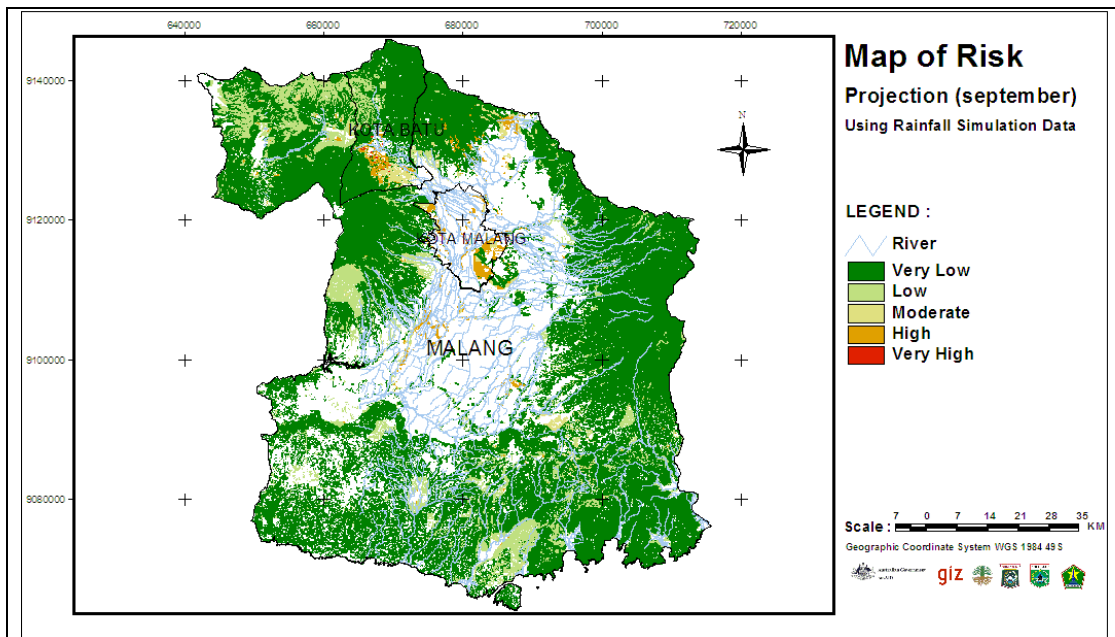 640000 660000 680000 700000 720000
9140000
9120000
9100000
9080000
KOTA BATU
KOTA MALANG
MALANG
Map of Risk
Projection (september)
Using Rainfall Simulation Data
N
LEGEND :
River
Very Low
Low
Moderate
High
Very High
7 0 7 14 21 28 35
Scale : KM
Geographic Coordinate System WGS 1984 49 S
giz